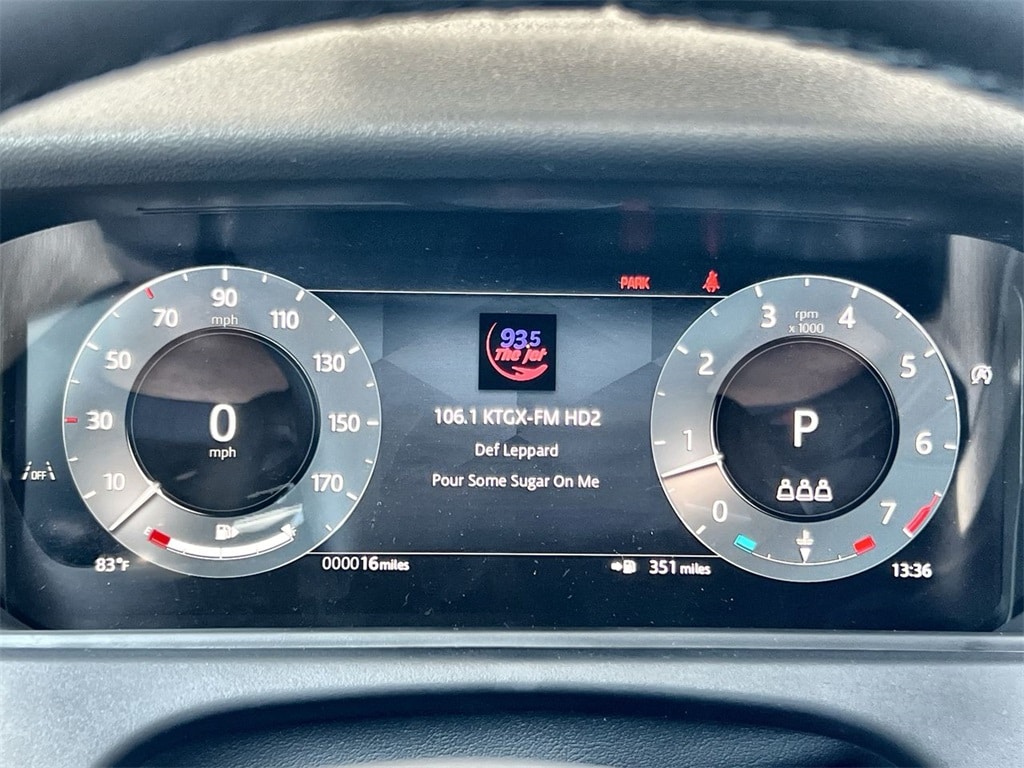 PARK
90
mph
70
110
50
130
30
150
10
170
0
mph
OFF
83°F
93.5
The jet
106.1 KTGX-FM HD2
Def Leppard
Pour Some Sugar On Me
000016 miles
351 miles
rpm
x 1000
3
4
2
5
1
6
0
7
P
13:36